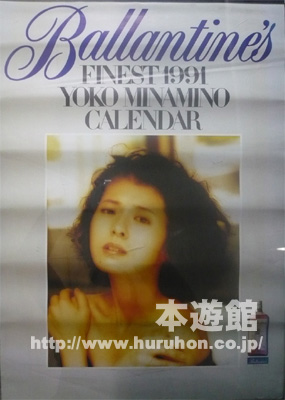 Ballantine's
FINEST 1991
YOKO MINAMINO
CALENDAR
本遊館
http://www.huruhon.co.jp/